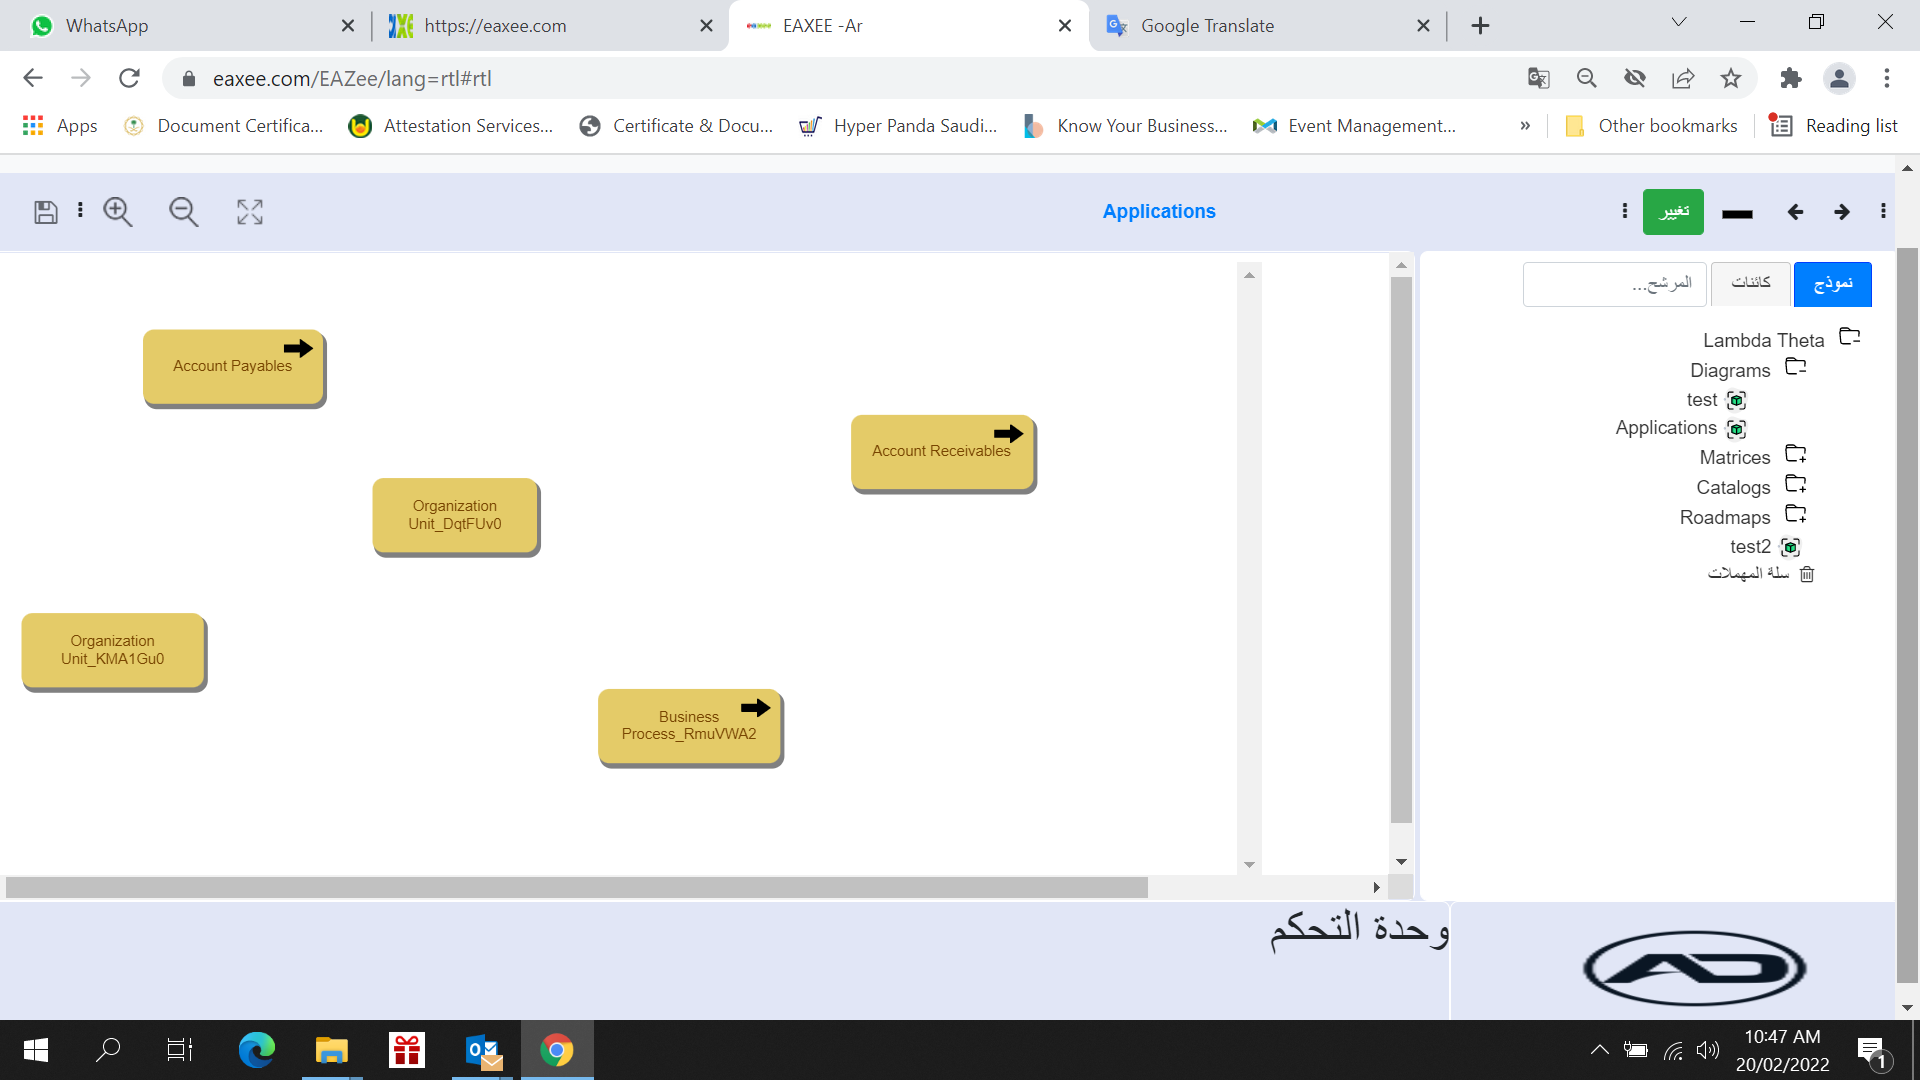 WhatsApp
https://eaxee.com
EAXEE -Ar
Google Translate
eaxee.com/EAZee/lang=rtl#rtl
Apps
Document Certifica...
Attestation Services...
Certificate & Docu...
Hyper Panda Saudi...
Know Your Business...
Event Management...
»
Other bookmarks
Reading list
Applications
تغيير
نموذج
كائنات
المرشح...
Account Payables
Account Receivables
Organization
Unit_DqtFUv0
Organization
Unit_KMA1Gu0
Business
Process_RmuVWA2
Lambda Theta
Diagrams
test
Applications
Matrices
Catalogs
Roadmaps
test2
سلة المهملات
وحدة التحكم
10:47 AM
20/02/2022
1